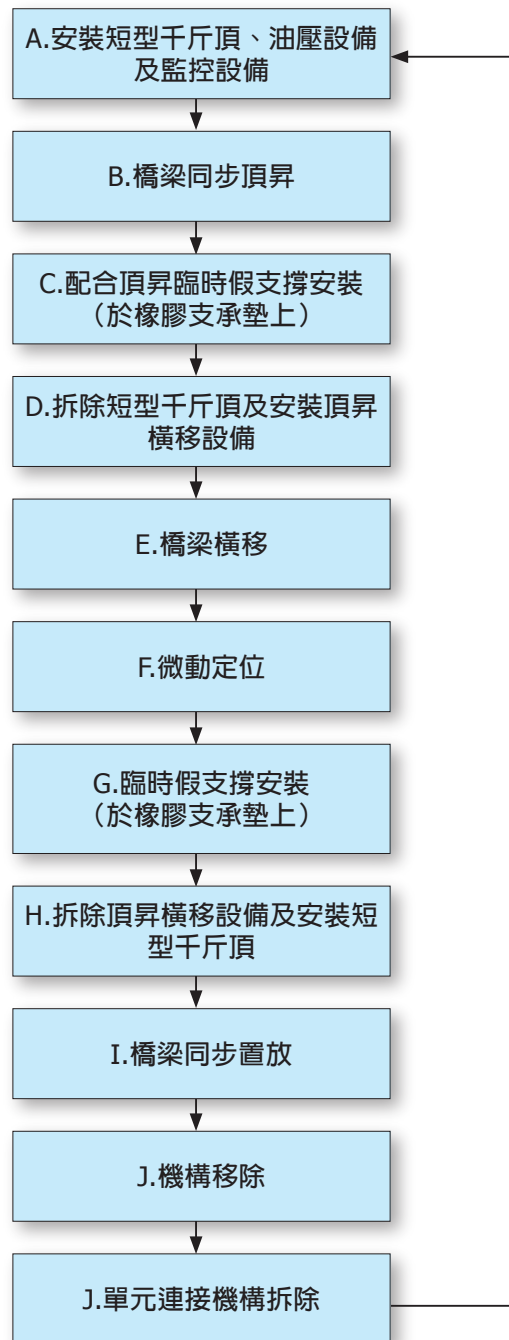 A.安裝短型千斤頂、油壓設備
及監控設備
B.橋梁同步頂昇
C.配合頂昇臨時假支撐安裝
（於橡膠支承墊上）
D.拆除短型千斤頂及安裝頂昇
橫移設備
E.橋梁橫移
F.微動定位
G.臨時假支撐安裝
（於橡膠支承墊上）
H.拆除頂昇橫移設備及安裝短
型千斤頂
I.橋梁同步置放
J.機構移除
J.單元連接機構拆除